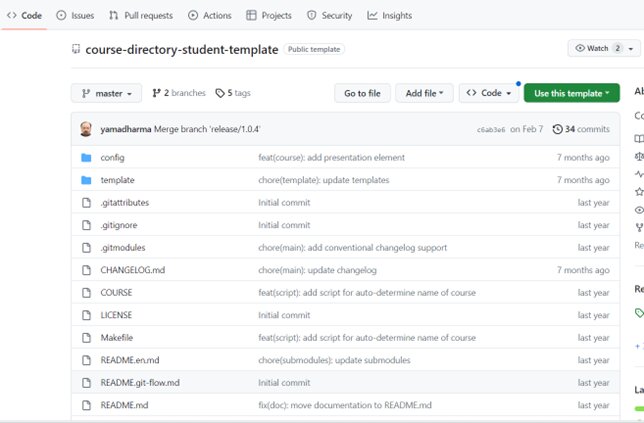 Code Issues Pull requests Actions Projects Security Insights
course-directory-student-template Public template Watch 2
master 2 branches 5 tags Go to file Add file Code Use this template
yamadharma Merge branch 'release/1.0.4' c6ab3e6 on Feb 7 34 commits
config feat(course): add presentation element 7 months ago
template chore(template): update templates 7 months ago
.gitattributes Initial commit last year
.gitignore Initial commit last year
.gitmodules chore(main): add conventional changelog support last year
CHANGELOG.md chore(main): update changelog 7 months ago
COURSE feat(script): add script for auto-determine name of course last year
LICENSE Initial commit last year
Makefile feat(script): add script for auto-determine name of course last year
README.en.md chore(submodules): update submodules last year
README.git-flow.md Initial commit last year
README.md fix(doc): move documentation to README.md last year